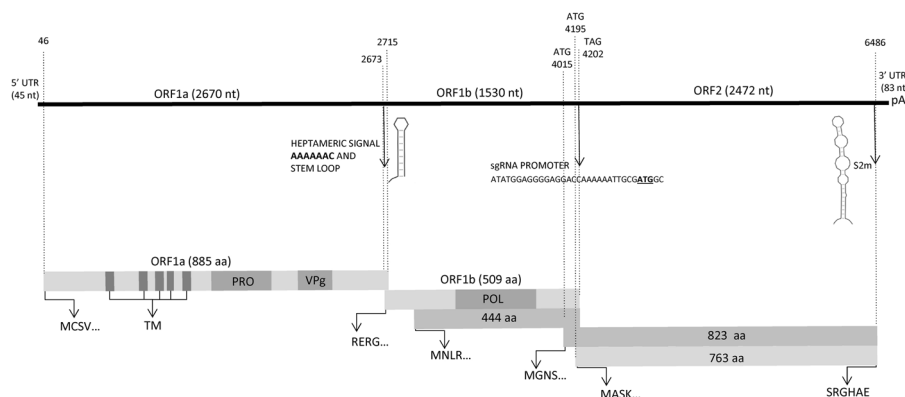 ATG
46
2715
4195
TAG
6486
2673
ATG
4202
4015
5' UTR
(45 nt)
ORF1a (2670 nt)
ORF1b (1530 nt)
ORF2 (2472 nt)
3' UTR
(83 nt)
pA
HEPTAMERIC SIGNAL
AAAAAAC AND
STEM LOOP
sgRNA PROMOTER
ATATGGAGGGGAGGACCAAAAAATTGCGATGGC
S2m
ORF1a (885 aa)
PRO
VPg
ORF1b (509 aa)
POL
444 aa
823 aa
763 aa
MCSV...
TM
RERG...
MNLR...
MGNS...
MASK...
SRGHAE